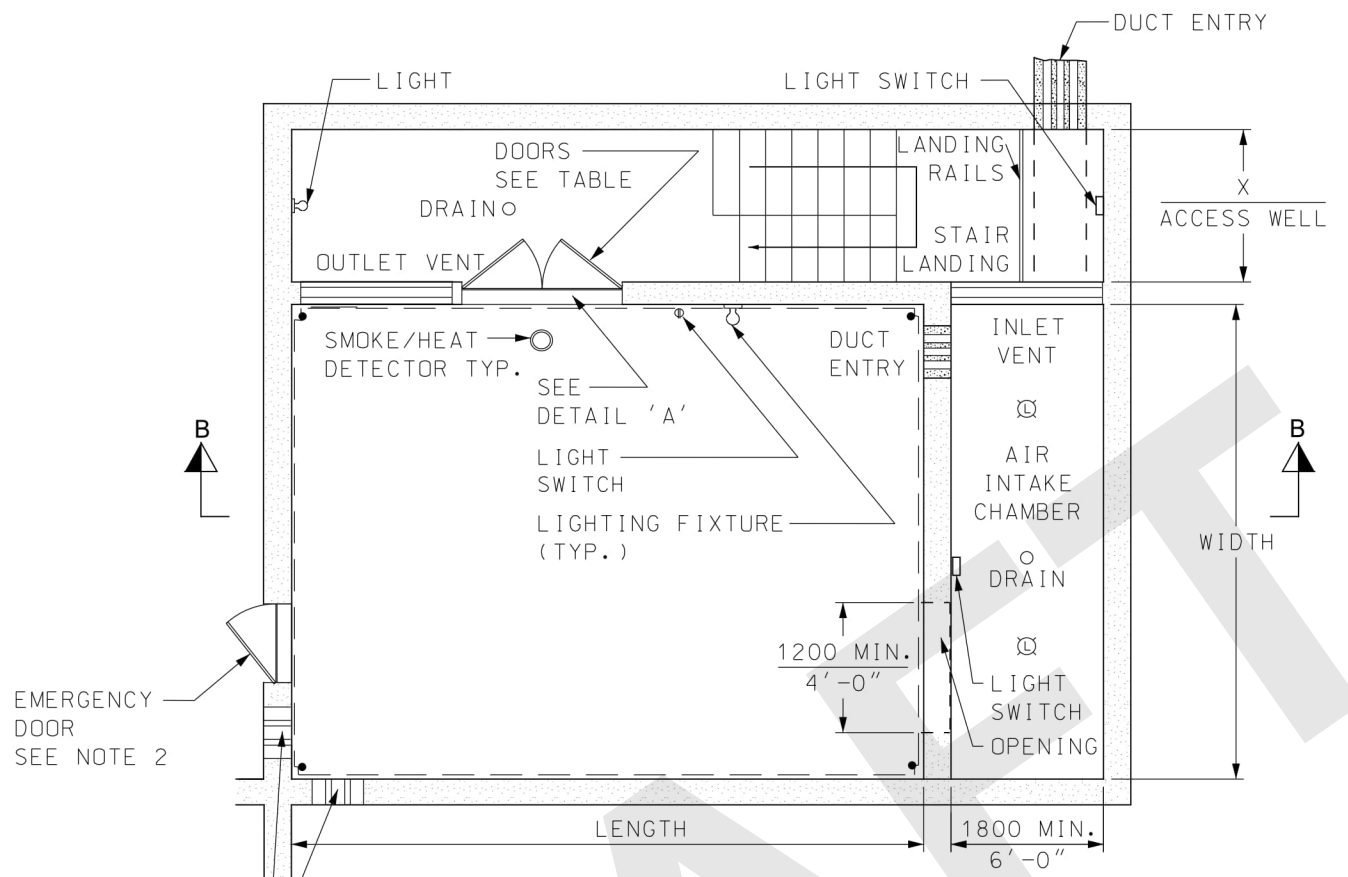 DUCT ENTRY
LIGHT
LIGHT SWITCH
DOORS
SEE TABLE
LANDING
RAILS
X
ACCESS WELL
DRAIN
STAIR
LANDING
OUTLET VENT
SMOKE/HEAT
DETECTOR TYP.
DUCT
ENTRY
INLET
VENT
SEE
DETAIL 'A'
L
B
B
LIGHT
SWITCH
AIR
INTAKE
CHAMBER
LIGHTING FIXTURE
(TYP.)
WIDTH
DRAIN
1200 MIN.
4'-0"
L
LIGHT
SWITCH
OPENING
EMERGENCY
DOOR
SEE NOTE 2
LENGTH
1800 MIN.
6'-0"